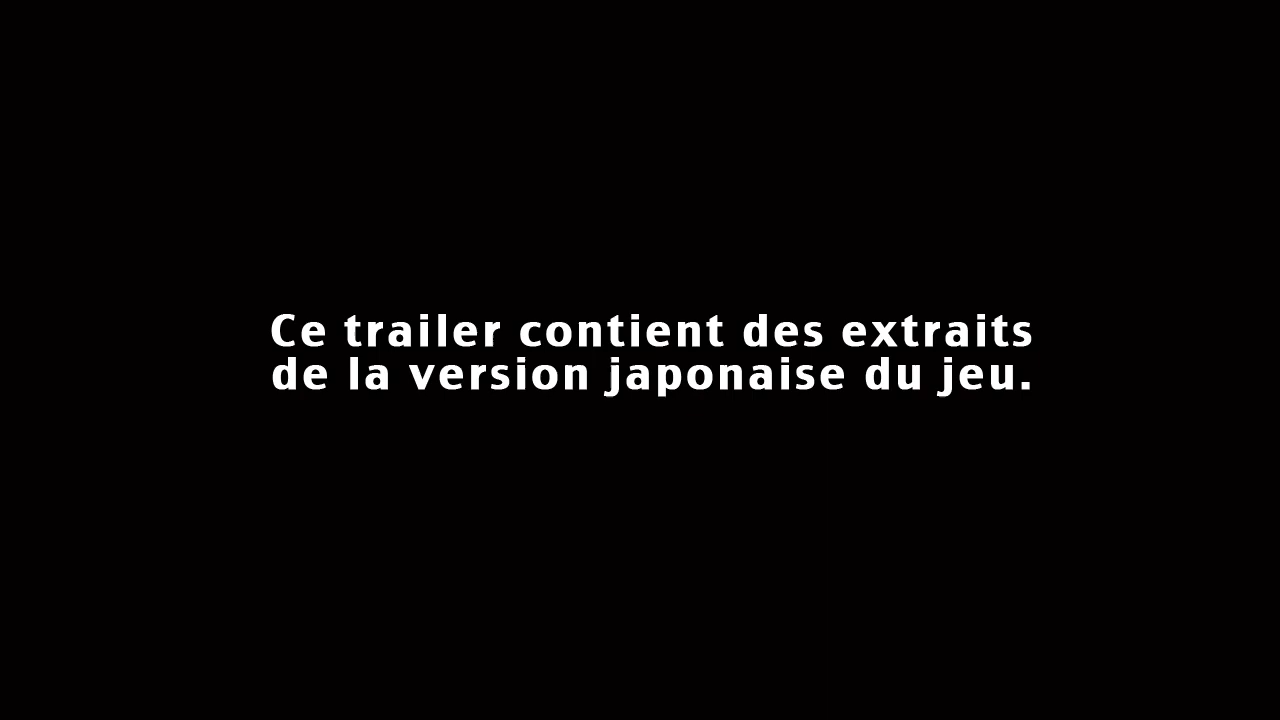 Ce trailer contient des extraits
de la version japonaise du jeu.